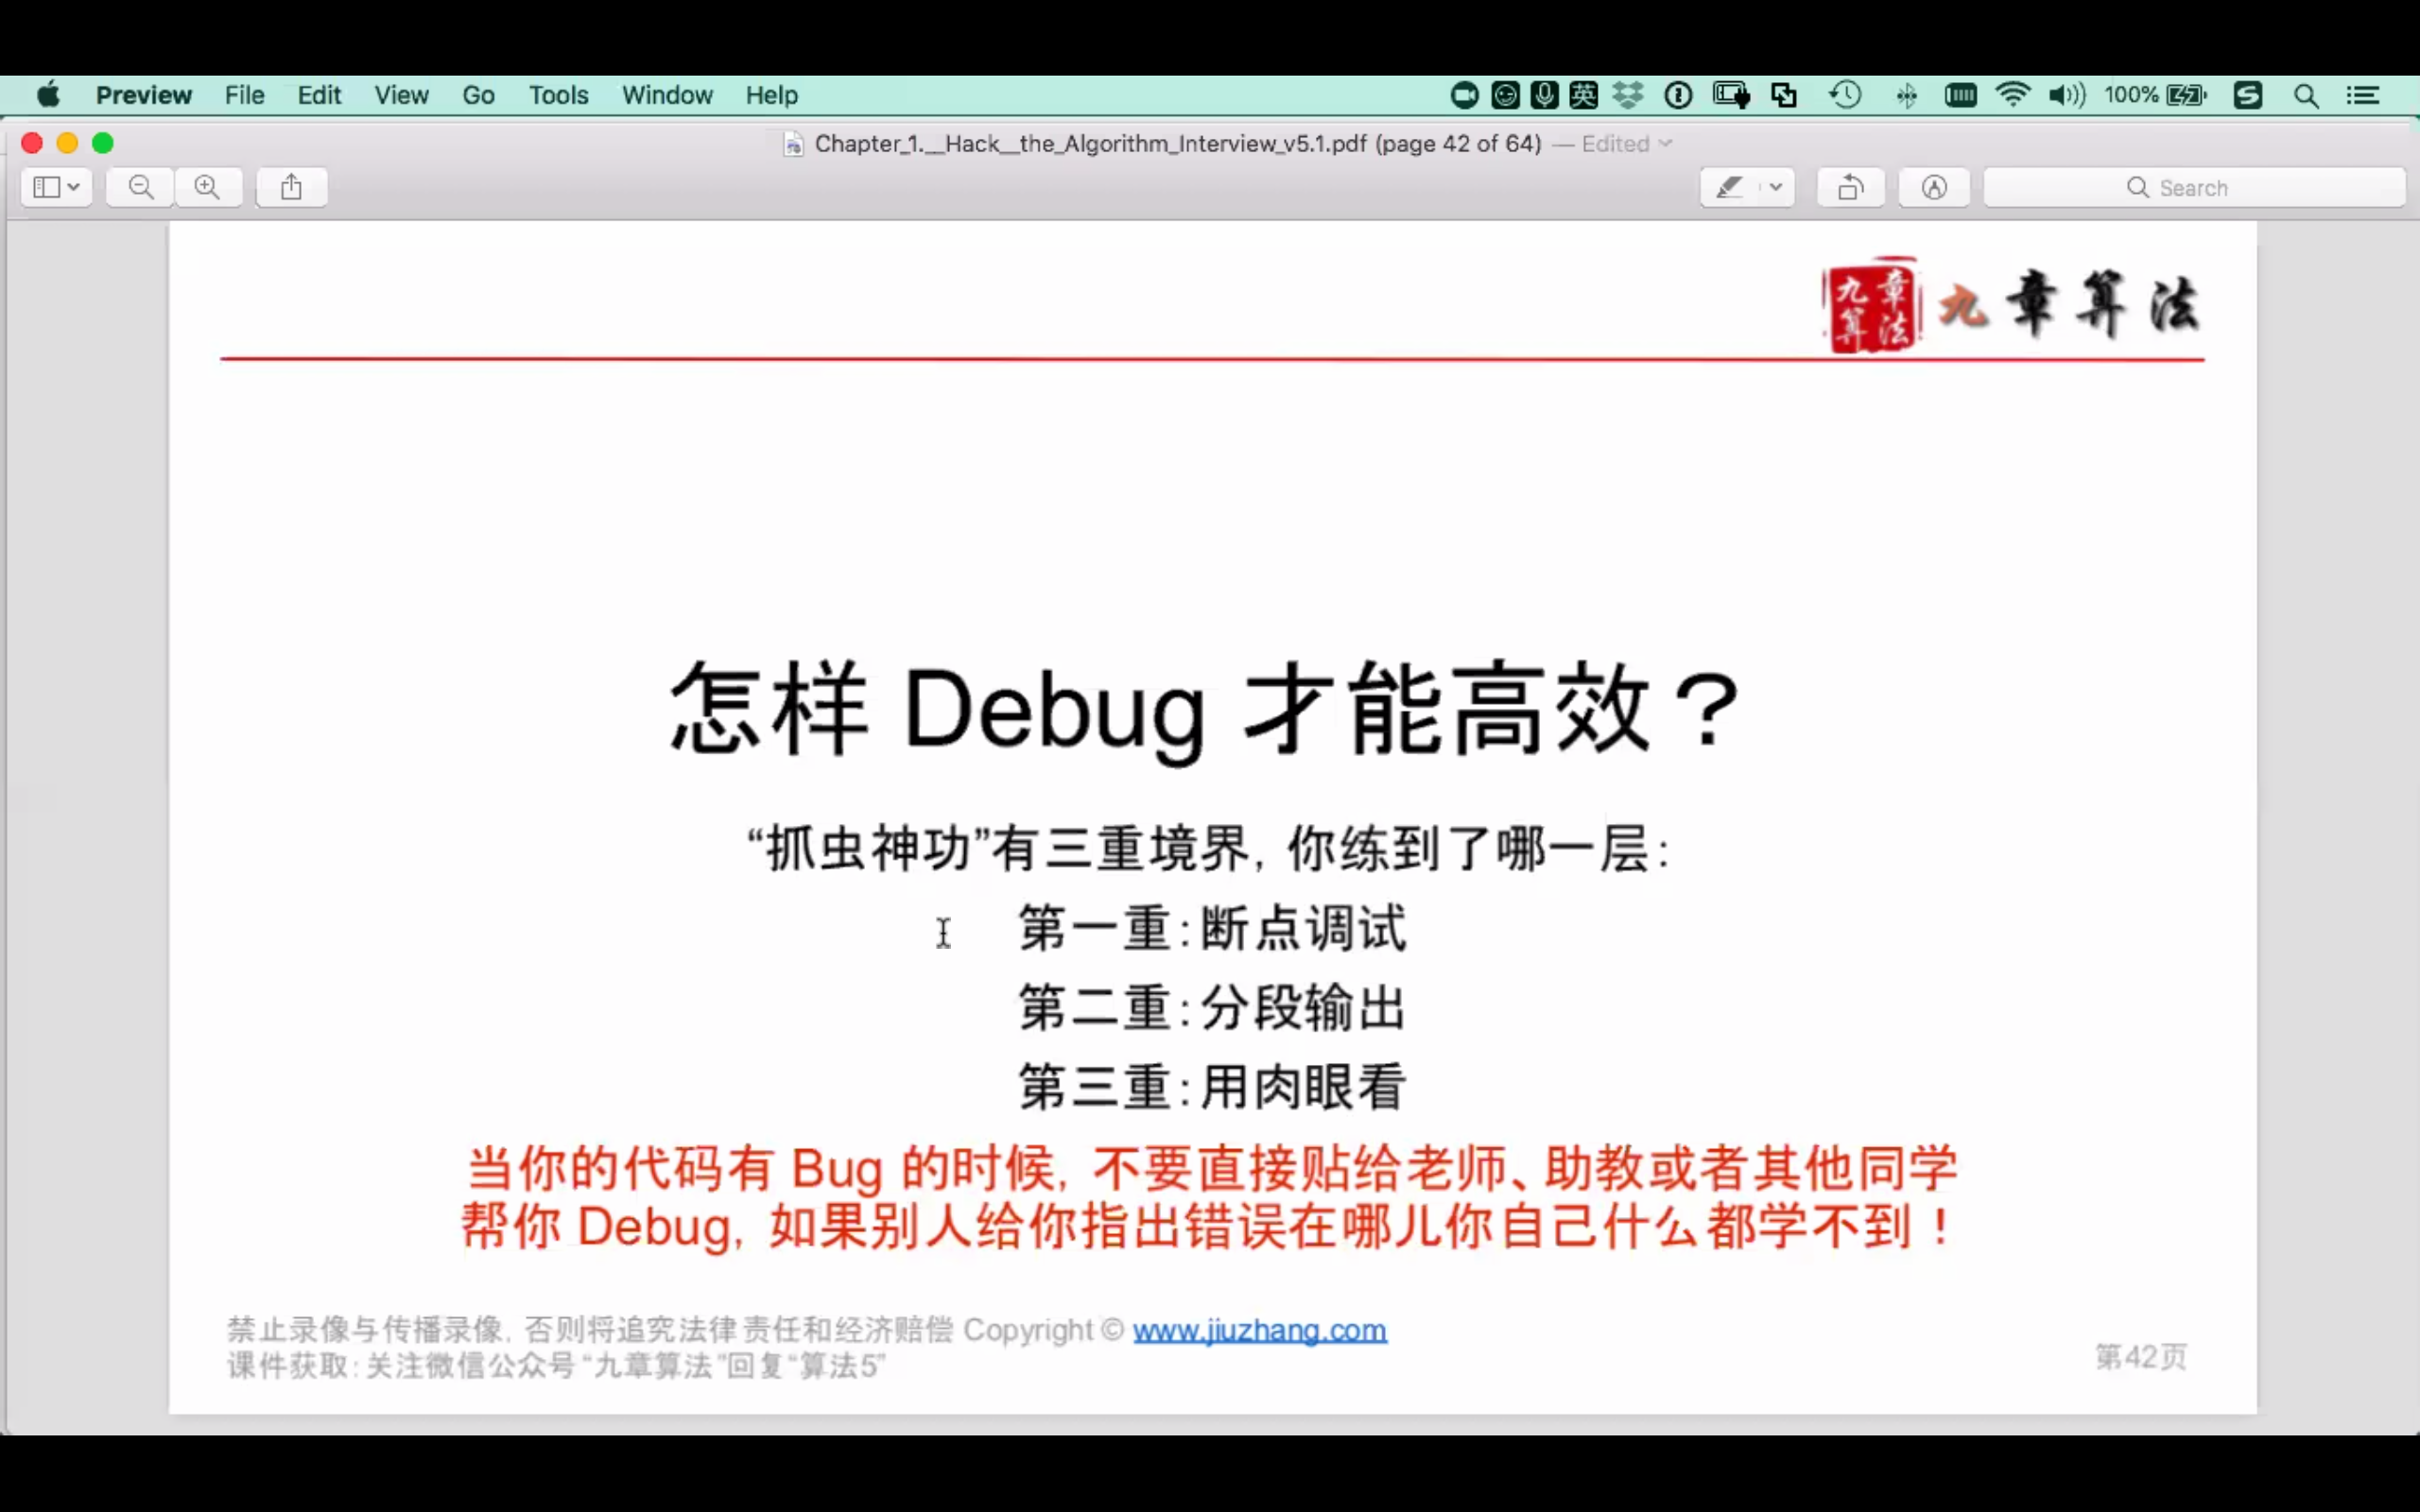 Preview File Edit View Go Tools Window Help 英 100%
Chapter_1.__Hack__the_Algorithm_Interview_v5.1.pdf (page 42 of 64) — Edited
Search
九章算法 九章算法
怎样 Debug 才能高效？
“抓虫神功”有三重境界，你练到了哪一层：
第一重：断点调试
第二重：分段输出
第三重：用肉眼看
当你的代码有 Bug 的时候，不要直接贴给老师、助教或者其他同学
帮你 Debug，如果别人给你指出错误在哪儿你自己什么都学不到！
禁止录像与传播录像，否则将追究法律责任和经济赔偿 Copyright © www.jiuzhang.com
课件获取：关注微信公众号“九章算法”回复“算法5”
第42页